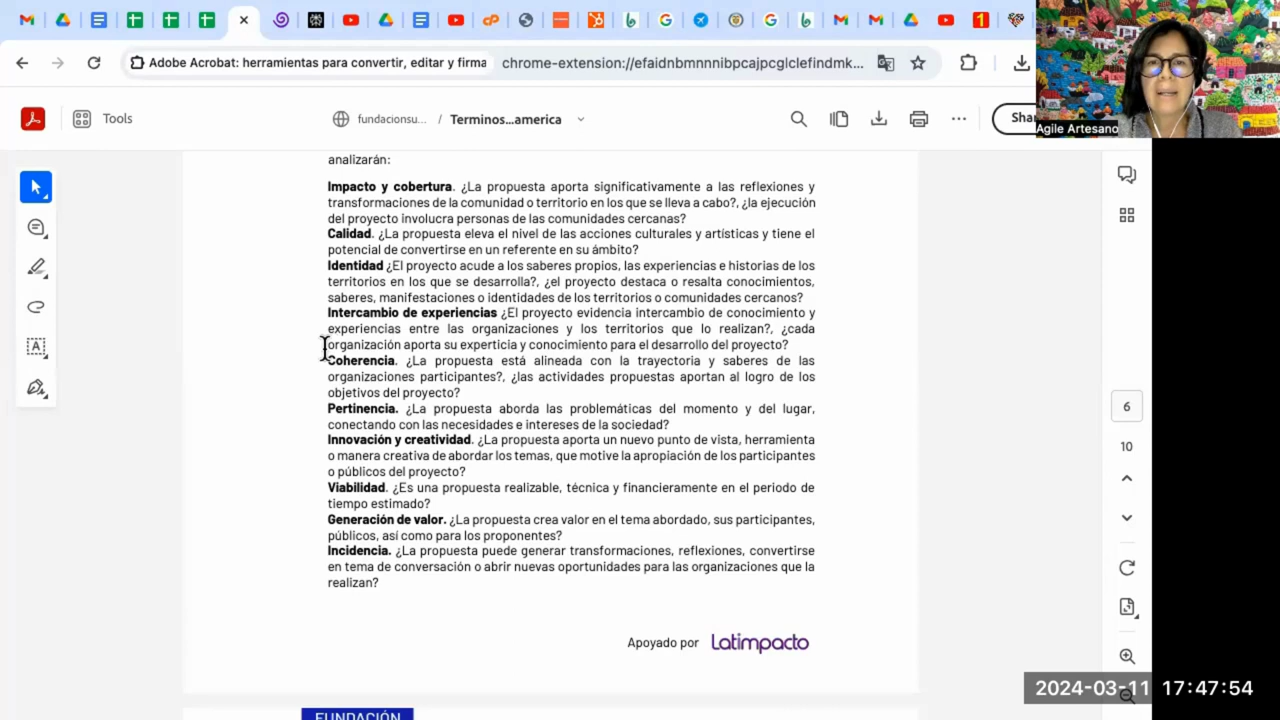 Adobe Acrobat: herramientas para convertir, editar y firma
chrome-extension://efaidnbmnnnibpcajpcglclefindmk...
Tools
fundacionsu... / Terminos...america
Sha
Agile Artesano
analizarán:
Impacto y cobertura. ¿La propuesta aporta significativamente a las reflexiones y
transformaciones de la comunidad o territorio en los que se lleva a cabo?, ¿la ejecución
del proyecto involucra personas de las comunidades cercanas?
Calidad. ¿La propuesta eleva el nivel de las acciones culturales y artísticas y tiene el
potencial de convertirse en un referente en su ámbito?
Identidad ¿El proyecto acude a los saberes propios, las experiencias e historias de los
territorios en los que se desarrolla?, ¿el proyecto destaca o resalta conocimientos,
saberes, manifestaciones o identidades de los territorios o comunidades cercanos?
Intercambio de experiencias ¿El proyecto evidencia intercambio de conocimiento y
experiencias entre las organizaciones y los territorios que lo realizan?, ¿cada
organización aporta su experticia y conocimiento para el desarrollo del proyecto?
Coherencia. ¿La propuesta está alineada con la trayectoria y saberes de las
organizaciones participantes?, ¿las actividades propuestas aportan al logro de los
objetivos del proyecto?
Pertinencia. ¿La propuesta aborda las problemáticas del momento y del lugar,
conectando con las necesidades e intereses de la sociedad?
Innovación y creatividad. ¿La propuesta aporta un nuevo punto de vista, herramienta
o manera creativa de abordar los temas, que motive la apropiación de los participantes
o públicos del proyecto?
Viabilidad. ¿Es una propuesta realizable, técnica y financieramente en el periodo de
tiempo estimado?
Generación de valor. ¿La propuesta crea valor en el tema abordado, sus participantes,
públicos, así como para los proponentes?
Incidencia. ¿La propuesta puede generar transformaciones, reflexiones, convertirse
en tema de conversación o abrir nuevas oportunidades para las organizaciones que la
realizan?
6
10
Apoyado por Latimpacto
2024-03-11 17:47:54
FUNDACIÓN